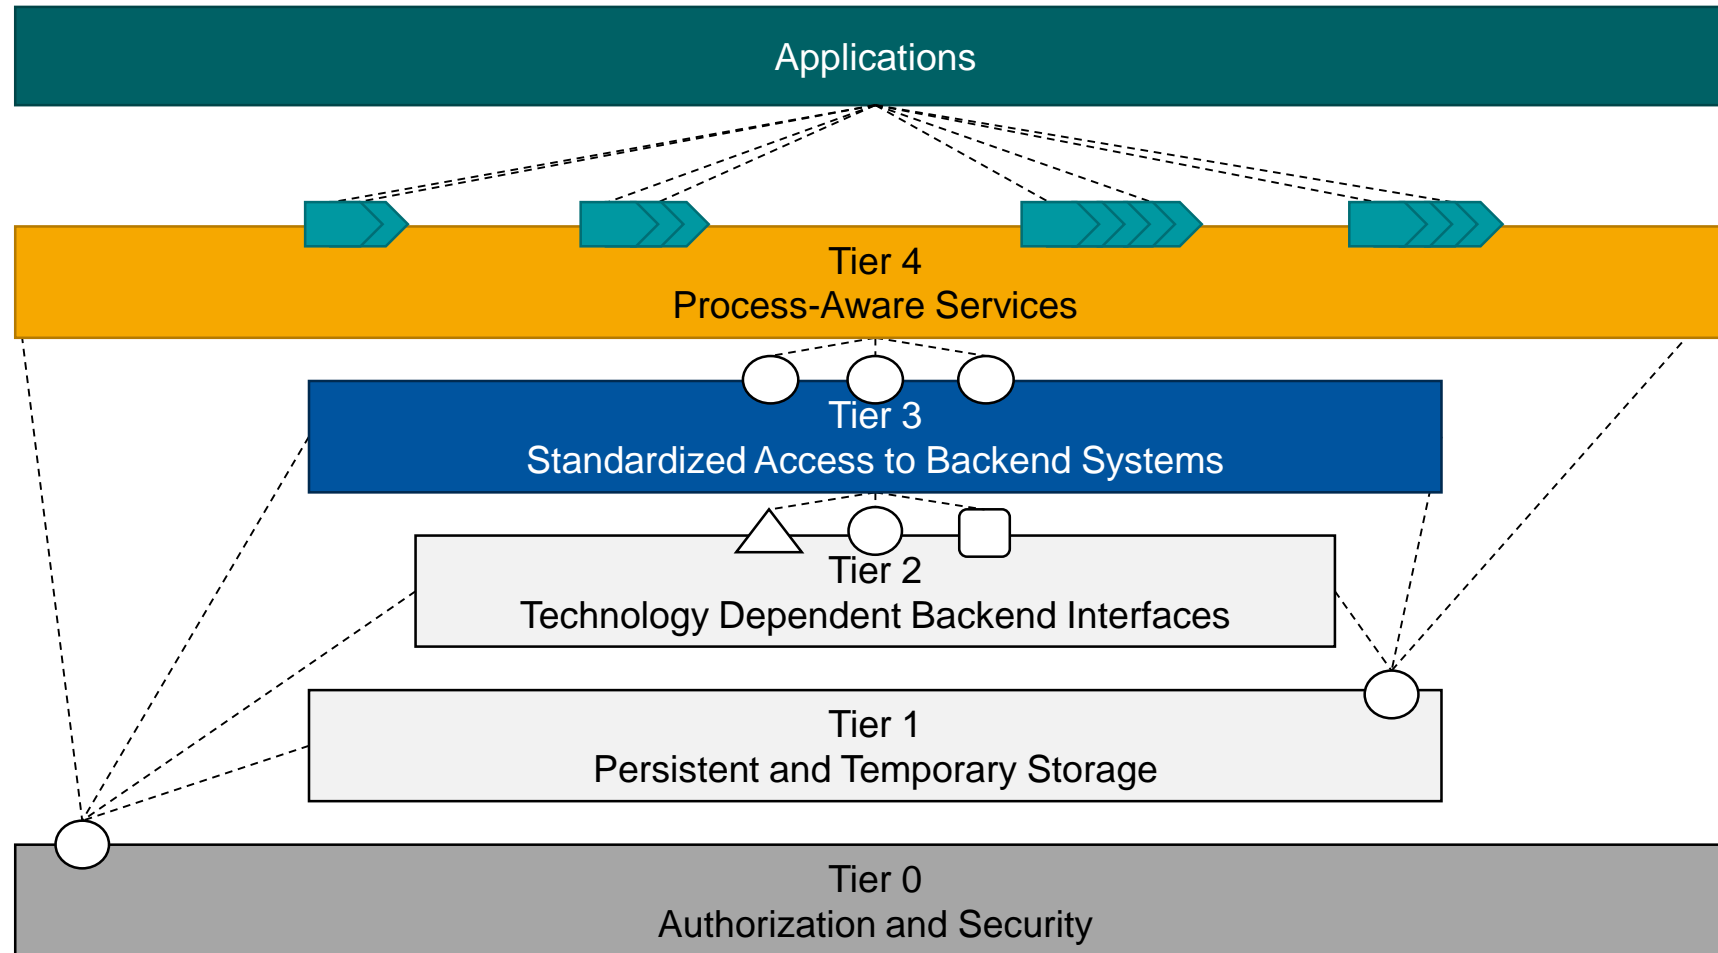 Applications
Tier 4
Process-Aware Services
Tier 3
Standardized Access to Backend Systems
Tier 2
Technology Dependent Backend Interfaces
Tier 1
Persistent and Temporary Storage
Tier 0
Authorization and Security